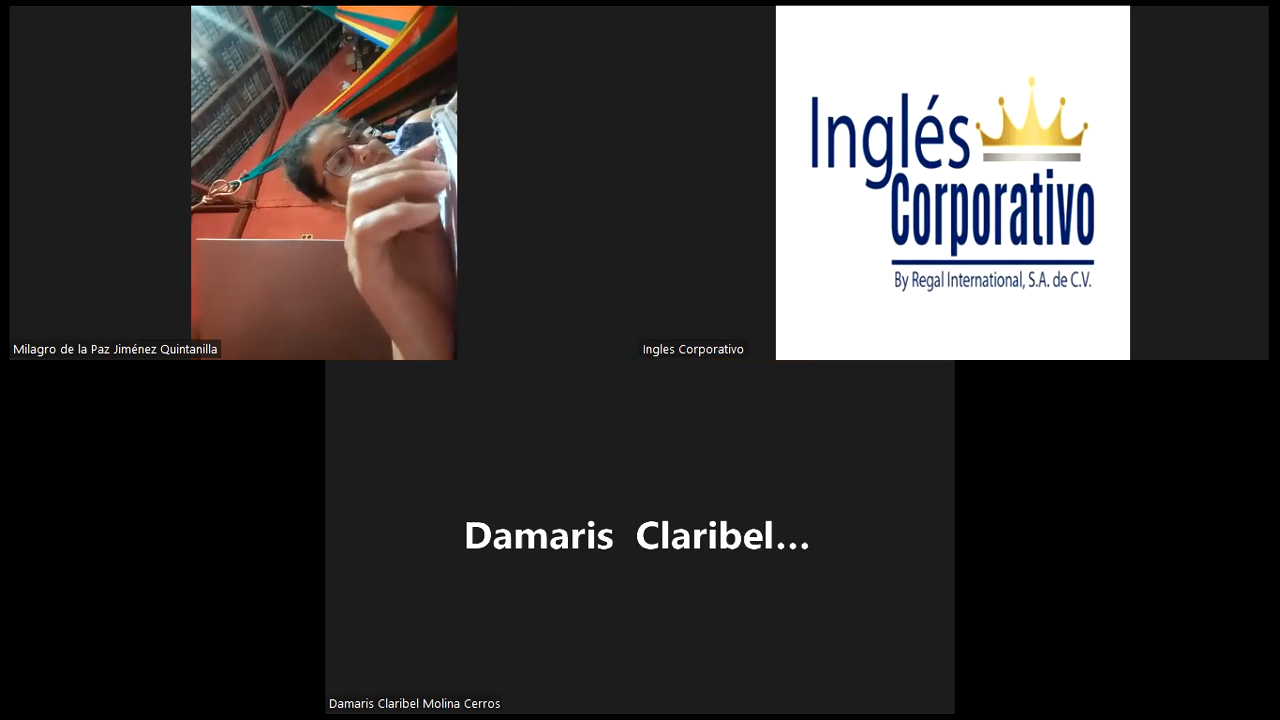 Inglés
Corporativo
By Regal International, S.A. de C.V.
Milagro de la Paz Jiménez Quintanilla
Ingles Corporativo
Damaris Claribel...
Damaris Claribel Molina Cerros